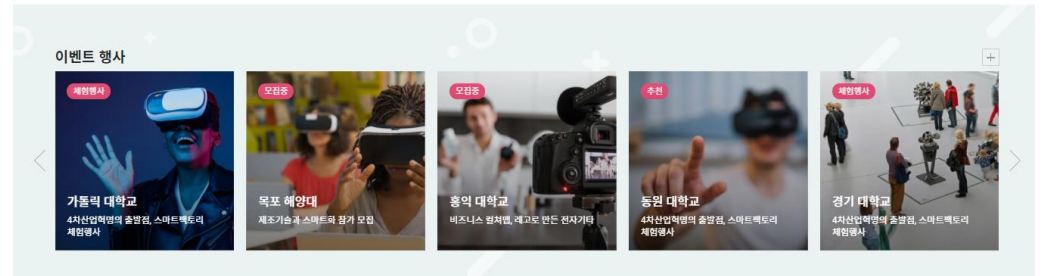 이벤트 행사
체험행사
가톨릭 대학교
4차산업혁명의 출발점, 스마트팩토리
체험행사
모집중
목포 해양대
제조기술과 스마트화 참가 모집
모집중
홍익 대학교
비즈니스 컬쳐맵, 레고로 만든 전자기타
추천
동원 대학교
4차산업혁명의 출발점, 스마트팩토리
체험행사
체험행사
경기 대학교
4차산업혁명의 출발점, 스마트팩토리
체험행사